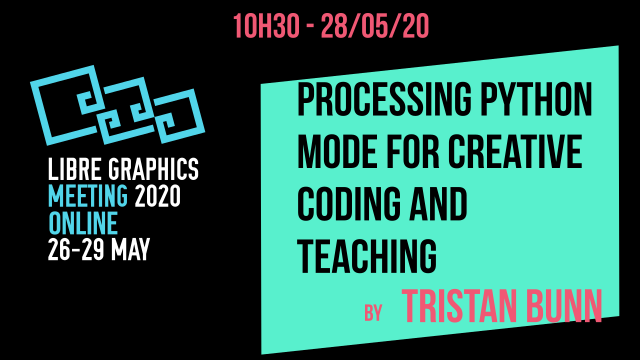 10H30 - 28/05/20
LIBRE GRAPHICS
MEETING 2020
ONLINE
26-29 MAY
PROCESSING PYTHON
MODE FOR CREATIVE
CODING AND
TEACHING
BY TRISTAN BUNN